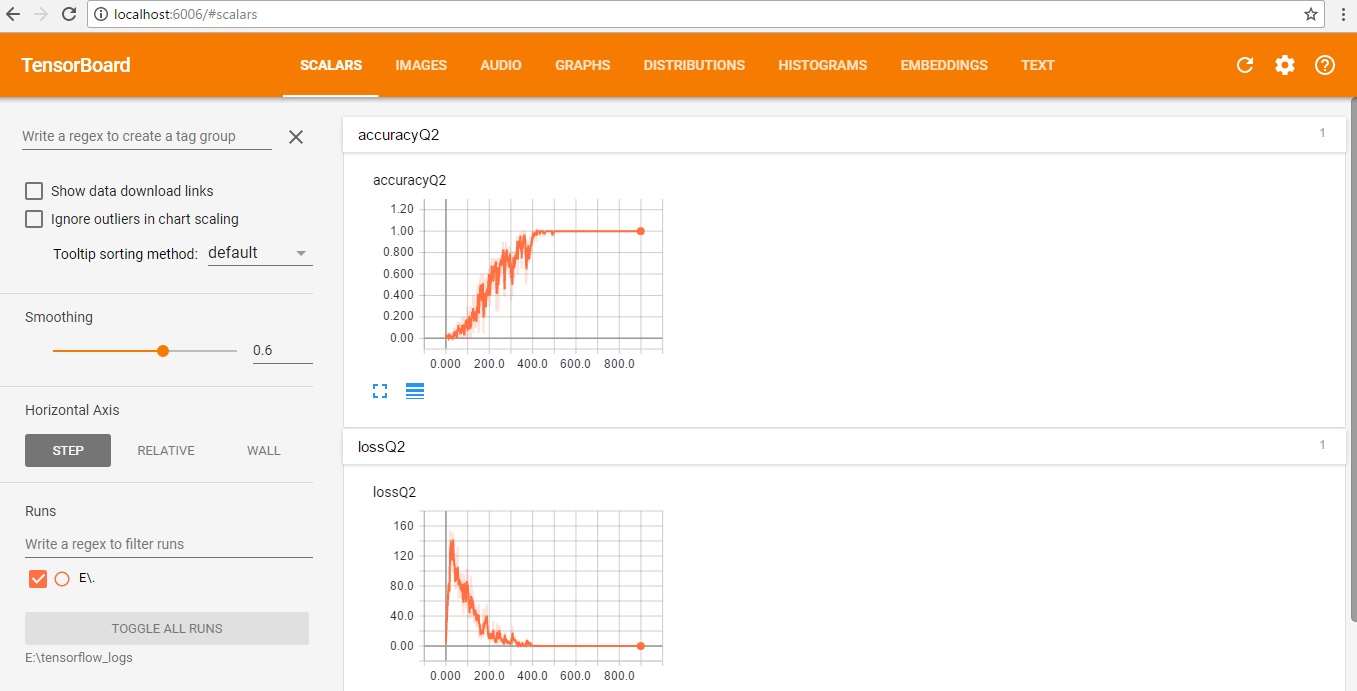 localhost:6006/#scalars
TensorBoard SCALARS IMAGES AUDIO GRAPHS DISTRIBUTIONS HISTOGRAMS EMBEDDINGS TEXT
Write a regex to create a tag group
Show data download links
Ignore outliers in chart scaling
Tooltip sorting method: default
Smoothing
0.6
Horizontal Axis
STEP RELATIVE WALL
Runs
Write a regex to filter runs
E\.
TOGGLE ALL RUNS
E:\tensorflow_logs
accuracyQ2 1
accuracyQ2
1.20
1.00
0.800
0.600
0.400
0.200
0.00
0.000 200.0 400.0 600.0 800.0
lossQ2 1
lossQ2
160
120
80.0
40.0
0.00
0.000 200.0 400.0 600.0 800.0